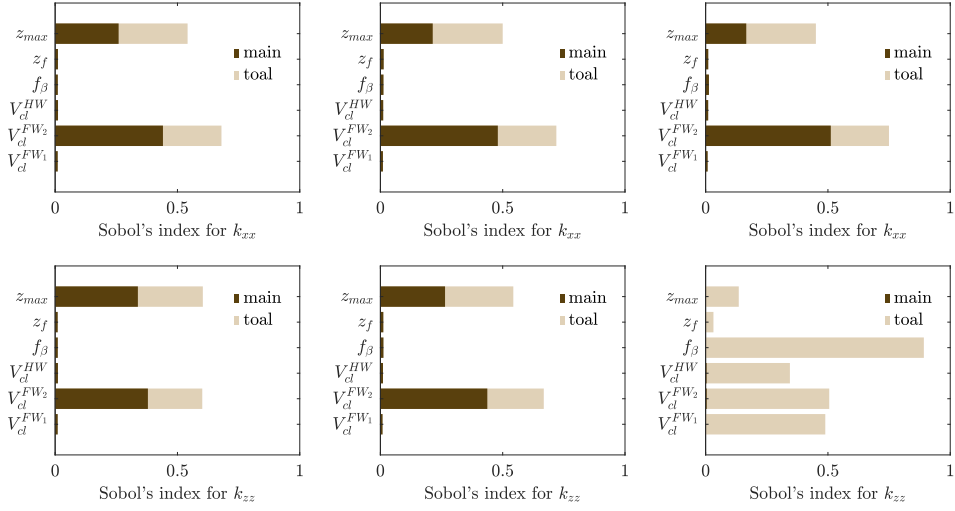 z_max
z_f
f_β
V_cl^HW
V_cl^FW₂
V_cl^FW₁
main
toal
0 0.5 1
Sobol's index for k_xx
z_max
z_f
f_β
V_cl^HW
V_cl^FW₂
V_cl^FW₁
main
toal
0 0.5 1
Sobol's index for k_xx
z_max
z_f
f_β
V_cl^HW
V_cl^FW₂
V_cl^FW₁
main
toal
0 0.5 1
Sobol's index for k_xx
z_max
z_f
f_β
V_cl^HW
V_cl^FW₂
V_cl^FW₁
main
toal
0 0.5 1
Sobol's index for k_zz
z_max
z_f
f_β
V_cl^HW
V_cl^FW₂
V_cl^FW₁
main
toal
0 0.5 1
Sobol's index for k_zz
z_max
z_f
f_β
V_cl^HW
V_cl^FW₂
V_cl^FW₁
main
toal
0 0.5 1
Sobol's index for k_zz